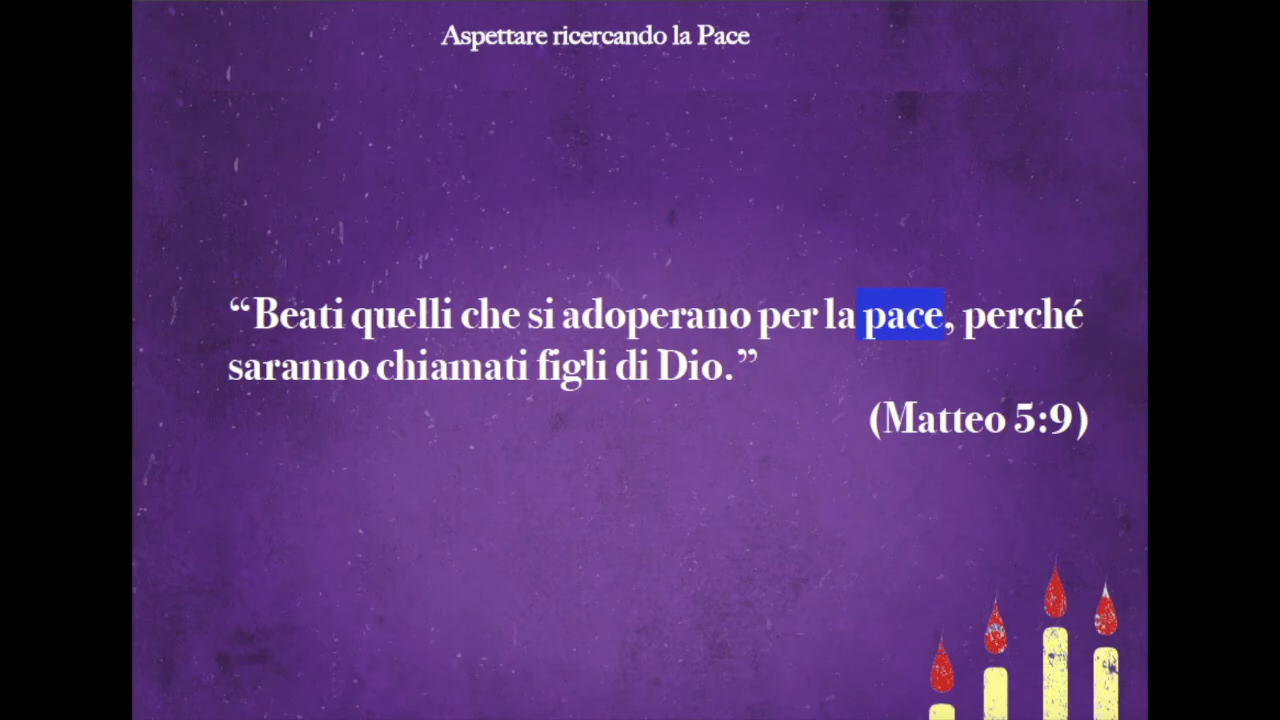 Aspettare ricercando la Pace
“Beati quelli che si adoperano per la pace, perché
saranno chiamati figli di Dio.”
(Matteo 5:9)